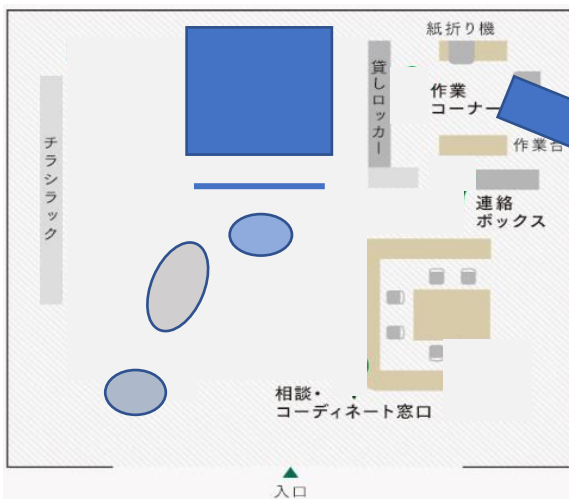 紙折り機
貸しロッカー
作業
コーナー
作業台
チラシラック
連絡
ボックス
相談・
コーディネート窓口
入口